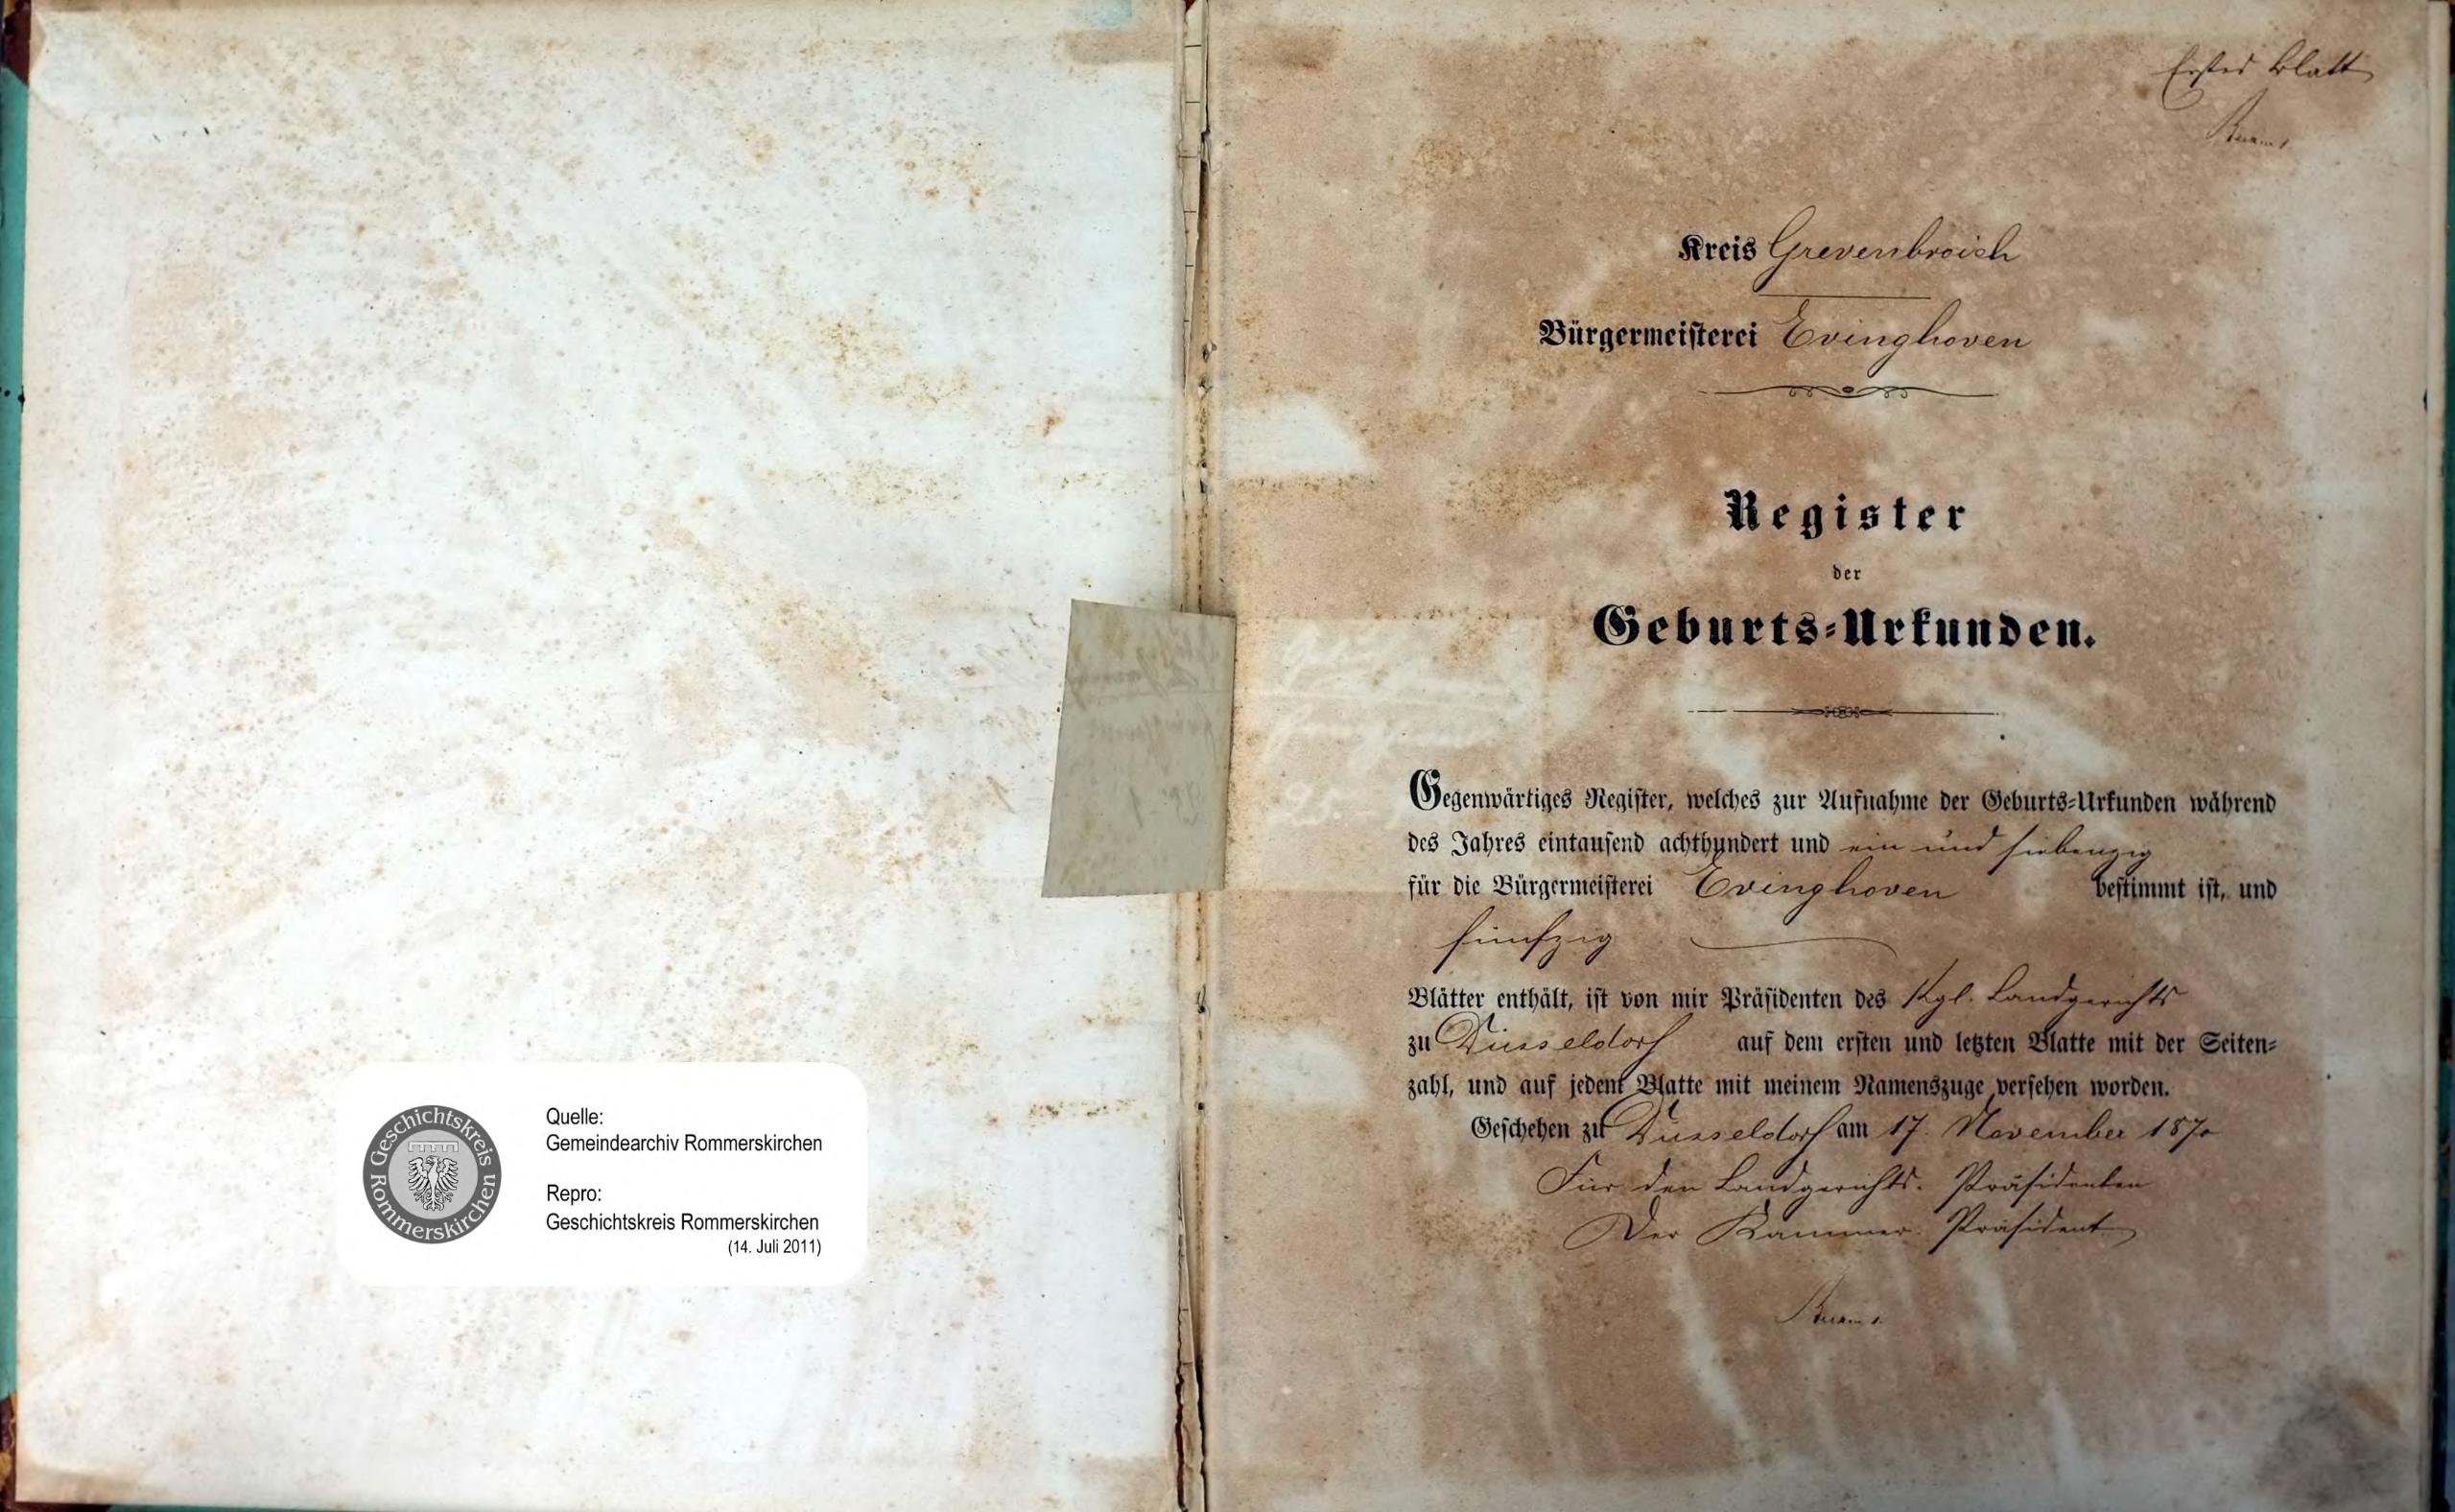 Geschichtskreis Rommerskirchen
Quelle:
Gemeindearchiv Rommerskirchen
Repro:
Geschichtskreis Rommerskirchen
(14. Juli 2011)
Erstes Blatt
Kreis Grevenbroich
Bürgermeisterei Evinghoven
Register
der
Geburts-Urkunden.
Gegenwärtiges Register, welches zur Aufnahme der Geburts-Urkunden während
des Jahres eintausend achthundert und ein und siebenzig
für die Bürgermeisterei Evinghoven bestimmt ist, und
fünfzig
Blätter enthält, ist von mir Präsidenten des Kgl. Landgerichts
zu Düsseldorf auf dem ersten und letzten Blatte mit der Seiten-
zahl, und auf jedem Blatte mit meinem Namenszuge versehen worden.
Geschehen zu Düsseldorf am 17. November 1870
Für den Landgerichts-Präsidenten
Der Kammer-Präsident